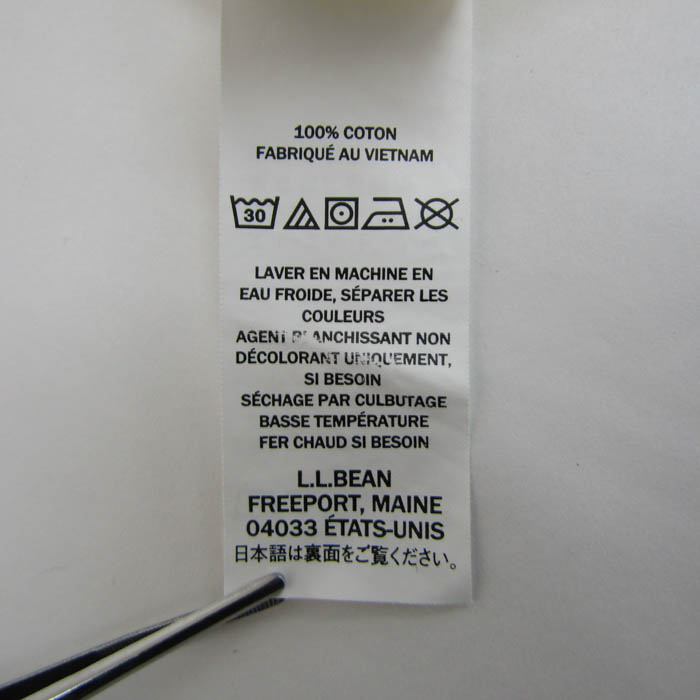 100% COTON
FABRIQUÉ AU VIETNAM
30
LAVER EN MACHINE EN
EAU FROIDE, SÉPARER LES
COULEURS
AGENT BLANCHISSANT NON
DÉCOLORANT UNIQUEMENT,
SI BESOIN
SÉCHAGE PAR CULBUTAGE
BASSE TEMPÉRATURE
FER CHAUD SI BESOIN
L.L.BEAN
FREEPORT, MAINE
04033 ÉTATS-UNIS
日本語は裏面をご覧ください。